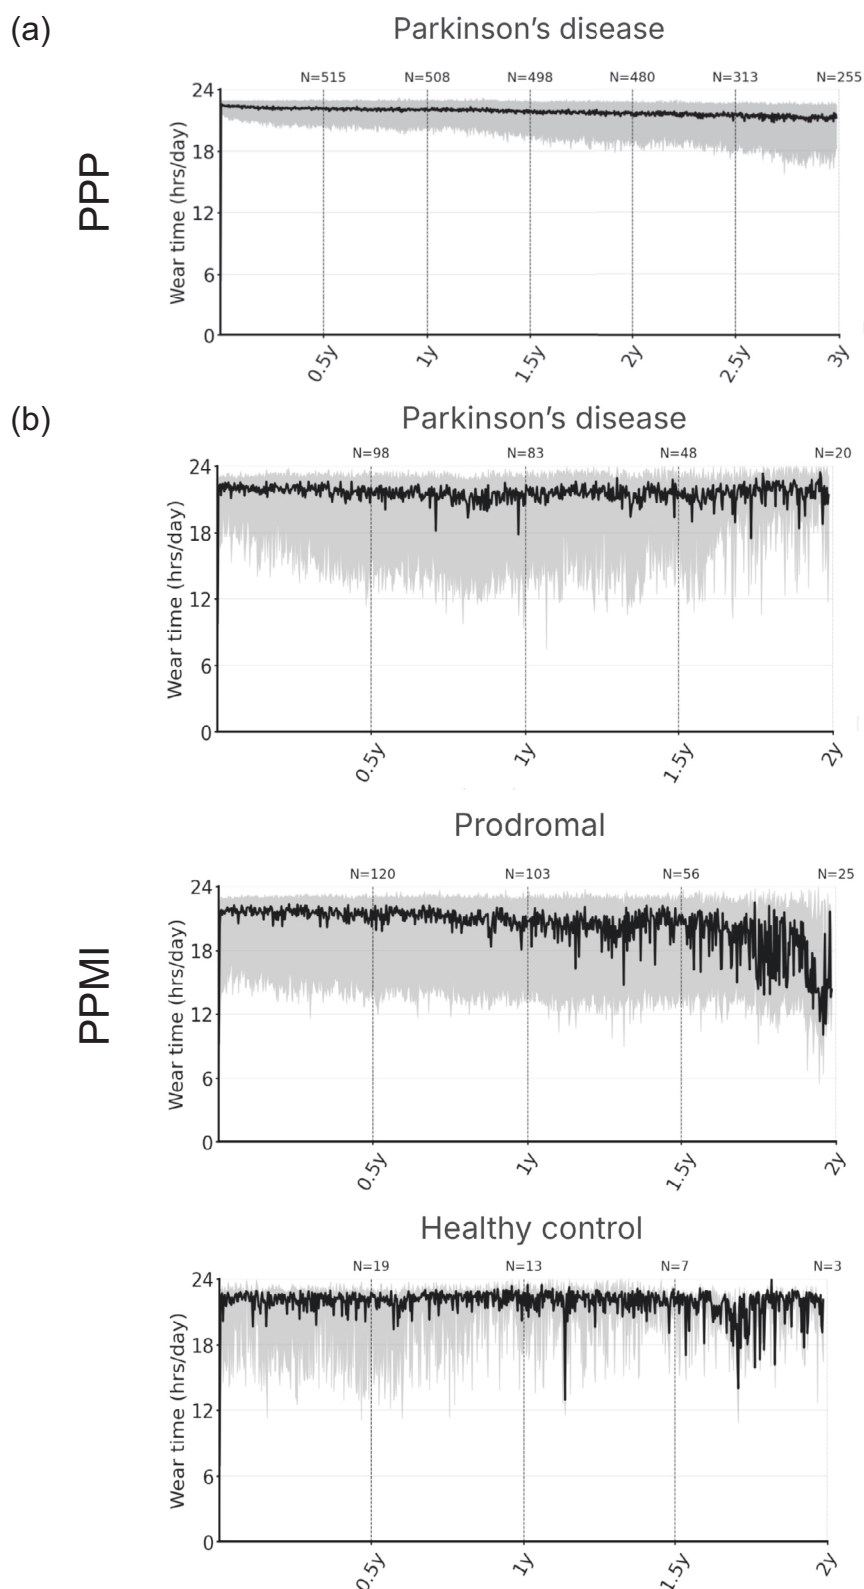 (a)
Parkinson’s disease
N=515 N=508 N=498 N=480 N=313 N=255
PPP
Wear time (hrs/day)
24
18
12
6
0
0.5y 1y 1.5y 2y 2.5y 3y
(b)
Parkinson’s disease
N=98 N=83 N=48 N=20
Wear time (hrs/day)
24
18
12
6
0
0.5y 1y 1.5y 2y
PPMI
Prodromal
N=120 N=103 N=56 N=25
Wear time (hrs/day)
24
18
12
6
0
0.5y 1y 1.5y 2y
Healthy control
N=19 N=13 N=7 N=3
Wear time (hrs/day)
24
18
12
6
0
0.5y 1y 1.5y 2y